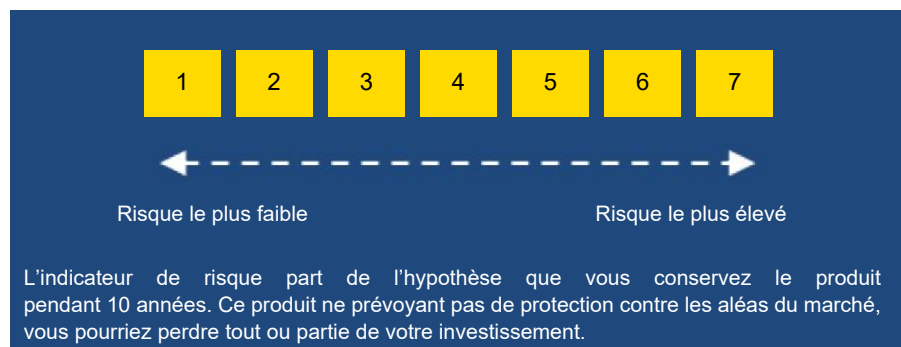 1 2 3 4 5 6 7
Risque le plus faible Risque le plus élevé
L’indicateur de risque part de l’hypothèse que vous conservez le produit
pendant 10 années. Ce produit ne prévoyant pas de protection contre les aléas du marché,
vous pourriez perdre tout ou partie de votre investissement.